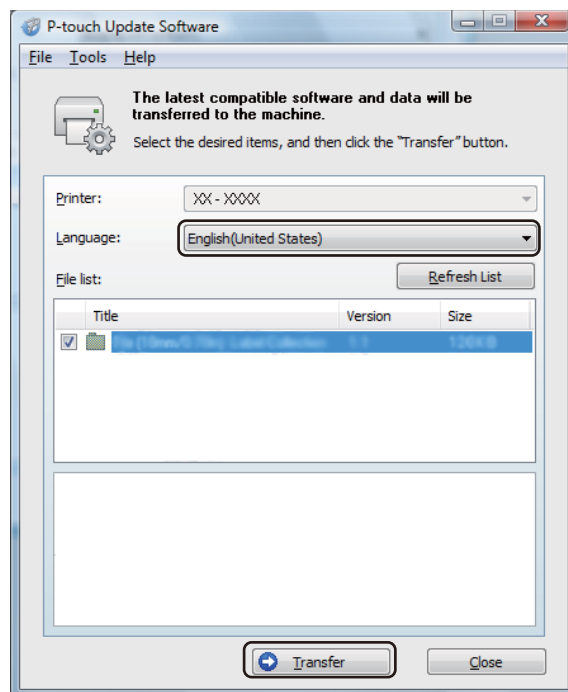 P-touch Update Software
File Tools Help
The latest compatible software and data will be
transferred to the machine.
Select the desired items, and then click the "Transfer" button.
Printer: XX - XXXX
Language: English(United States)
File list: Refresh List
Title Version Size
Label Collection
Transfer Close